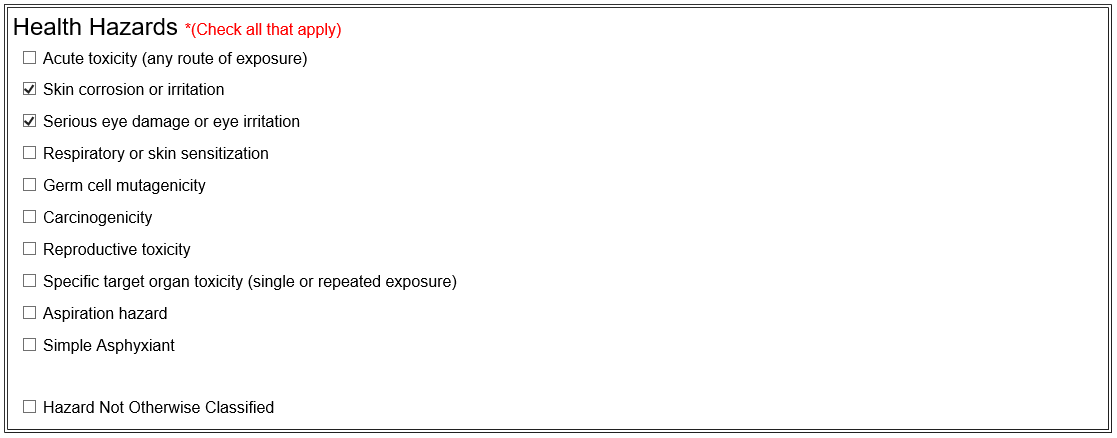 Health Hazards *(Check all that apply)
Acute toxicity (any route of exposure)
Skin corrosion or irritation
Serious eye damage or eye irritation
Respiratory or skin sensitization
Germ cell mutagenicity
Carcinogenicity
Reproductive toxicity
Specific target organ toxicity (single or repeated exposure)
Aspiration hazard
Simple Asphyxiant
Hazard Not Otherwise Classified